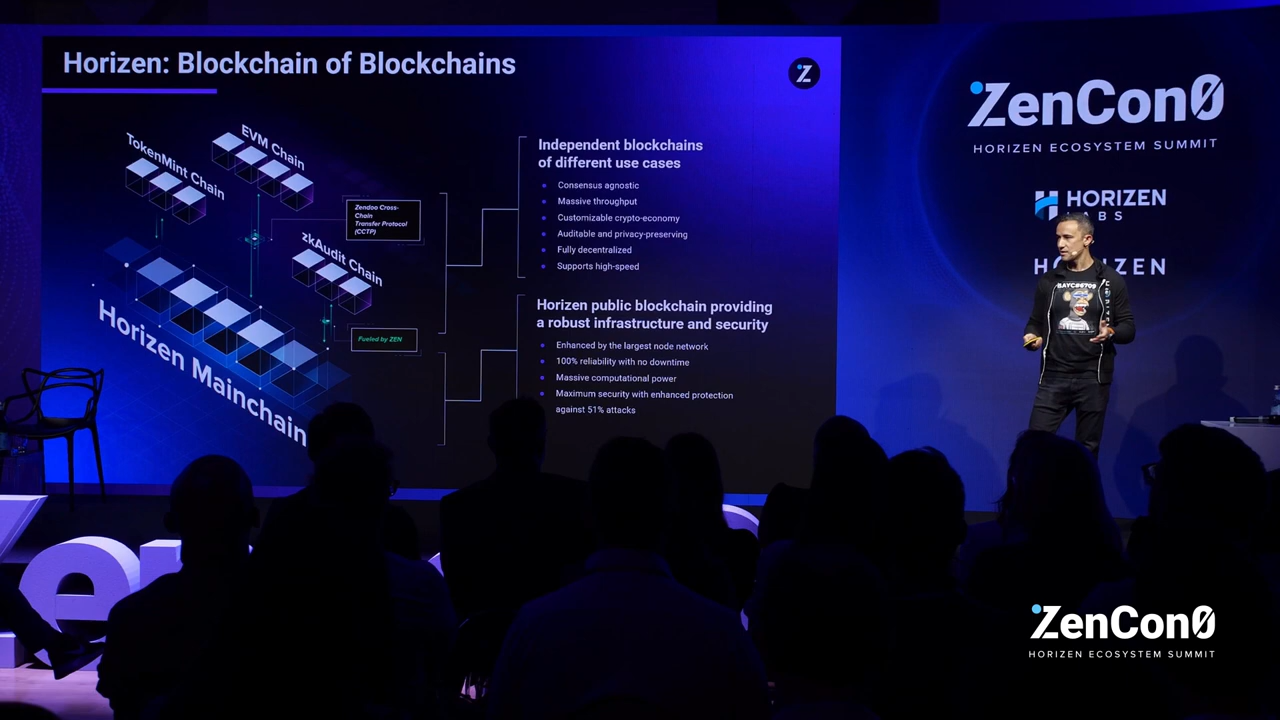 Horizen: Blockchain of Blockchains
TokenMint Chain
EVM Chain
zkAudit Chain
Horizen Mainchain
Zendoo Cross-
Chain
Transfer Protocol
(CCTP)
Fueled by ZEN
Independent blockchains
of different use cases
Consensus agnostic
Massive throughput
Customizable crypto-economy
Auditable and privacy-preserving
Fully decentralized
Supports high-speed
Horizen public blockchain providing
a robust infrastructure and security
Enhanced by the largest node network
100% reliability with no downtime
Massive computational power
Maximum security with enhanced protection
against 51% attacks
ZenCon0
HORIZEN ECOSYSTEM SUMMIT
HORIZEN
ABS
H ZEN
ZenCon0
HORIZEN ECOSYSTEM SUMMIT